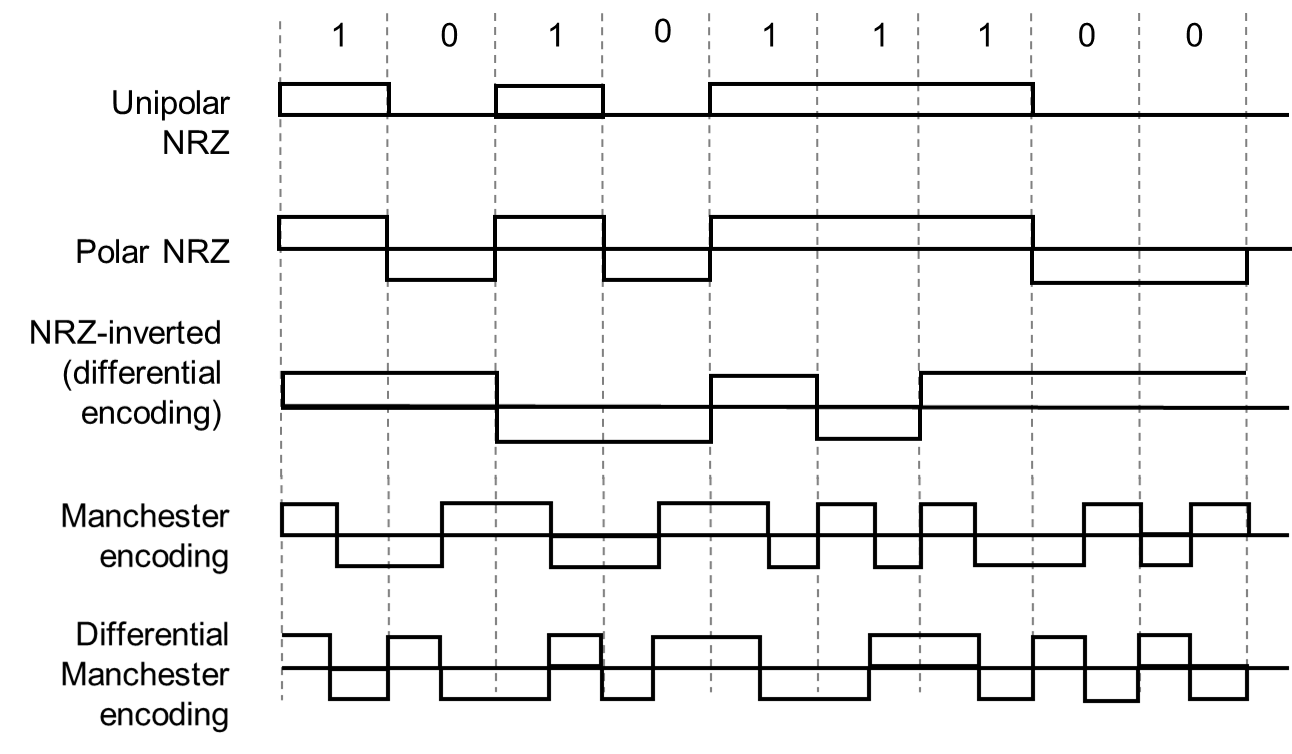 1 0 1 0 1 1 1 0 0
Unipolar
NRZ
Polar NRZ
NRZ-inverted
(differential
encoding)
Manchester
encoding
Differential
Manchester
encoding